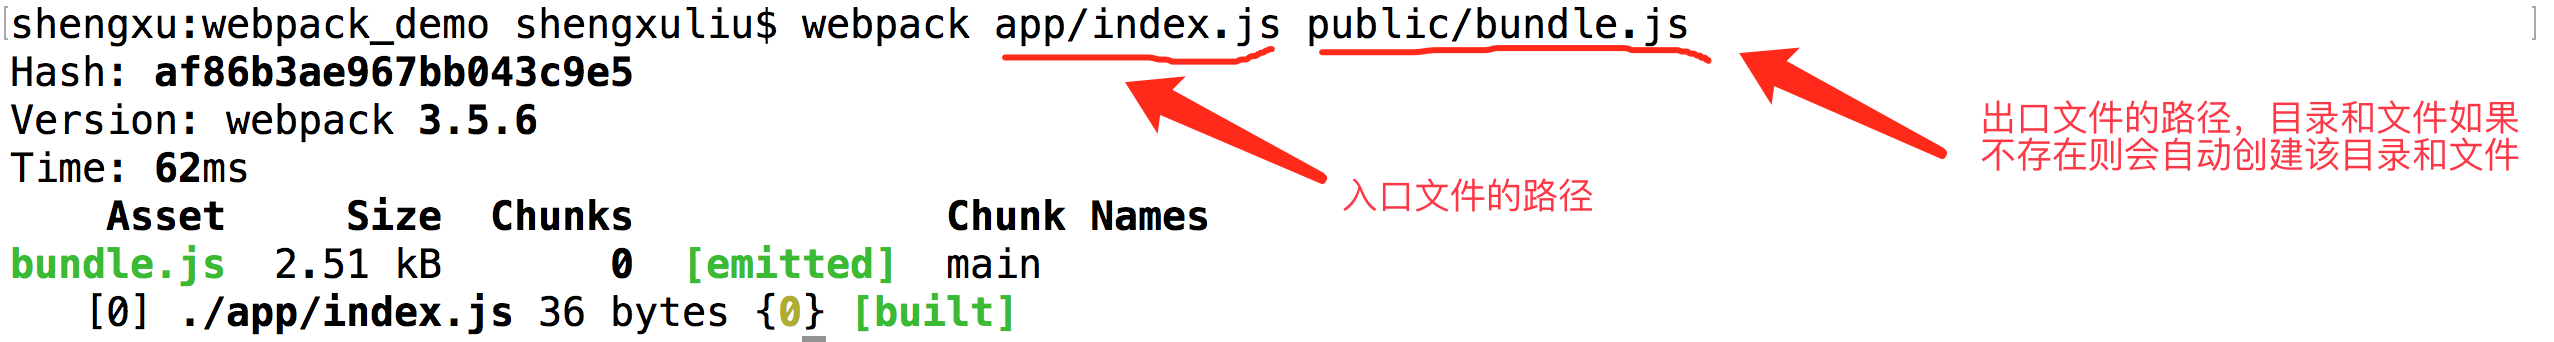 shengxu:webpack_demo shengxuliu$ webpack app/index.js public/bundle.js
Hash: af86b3ae967bb043c9e5
Version: webpack 3.5.6
Time: 62ms
    Asset     Size  Chunks             Chunk Names
bundle.js  2.51 kB       0  [emitted]  main
   [0] ./app/index.js 36 bytes {0} [built]
入口文件的路径
出口文件的路径，目录和文件如果
不存在则会自动创建该目录和文件